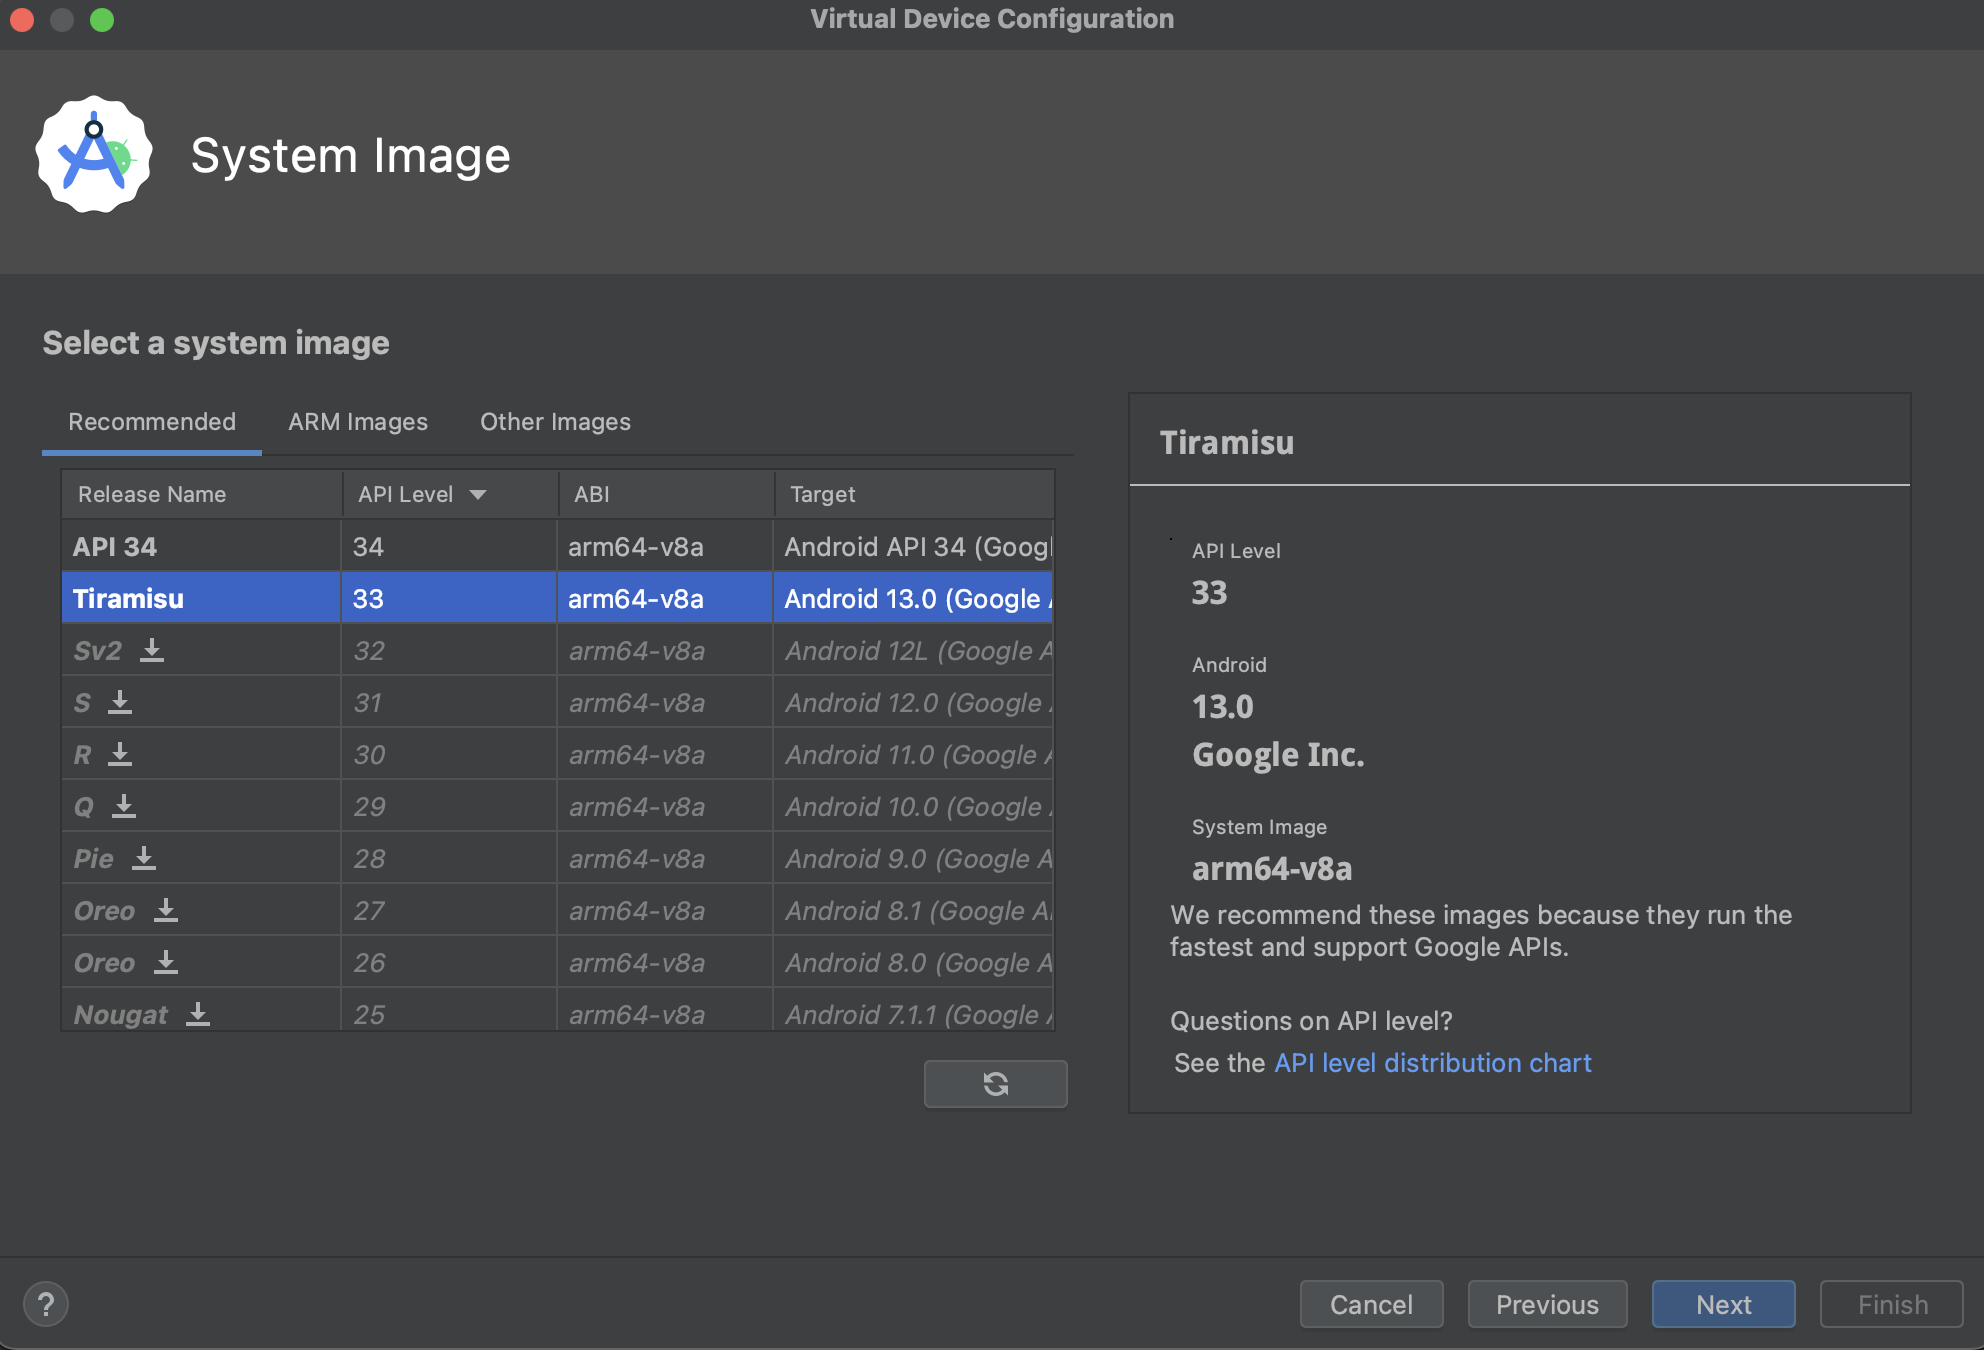 Virtual Device Configuration
System Image
Select a system image
Recommended ARM Images Other Images
Release Name API Level ABI Target
API 34 34 arm64-v8a Android API 34 (Googl
Tiramisu 33 arm64-v8a Android 13.0 (Google
Sv2 32 arm64-v8a Android 12L (Google A
S 31 arm64-v8a Android 12.0 (Google
R 30 arm64-v8a Android 11.0 (Google
Q 29 arm64-v8a Android 10.0 (Google
Pie 28 arm64-v8a Android 9.0 (Google A
Oreo 27 arm64-v8a Android 8.1 (Google A
Oreo 26 arm64-v8a Android 8.0 (Google A
Nougat 25 arm64-v8a Android 7.1.1 (Google
Tiramisu
API Level
33
Android
13.0
Google Inc.
System Image
arm64-v8a
We recommend these images because they run the
fastest and support Google APIs.
Questions on API level?
See the API level distribution chart
?
Cancel Previous Next Finish